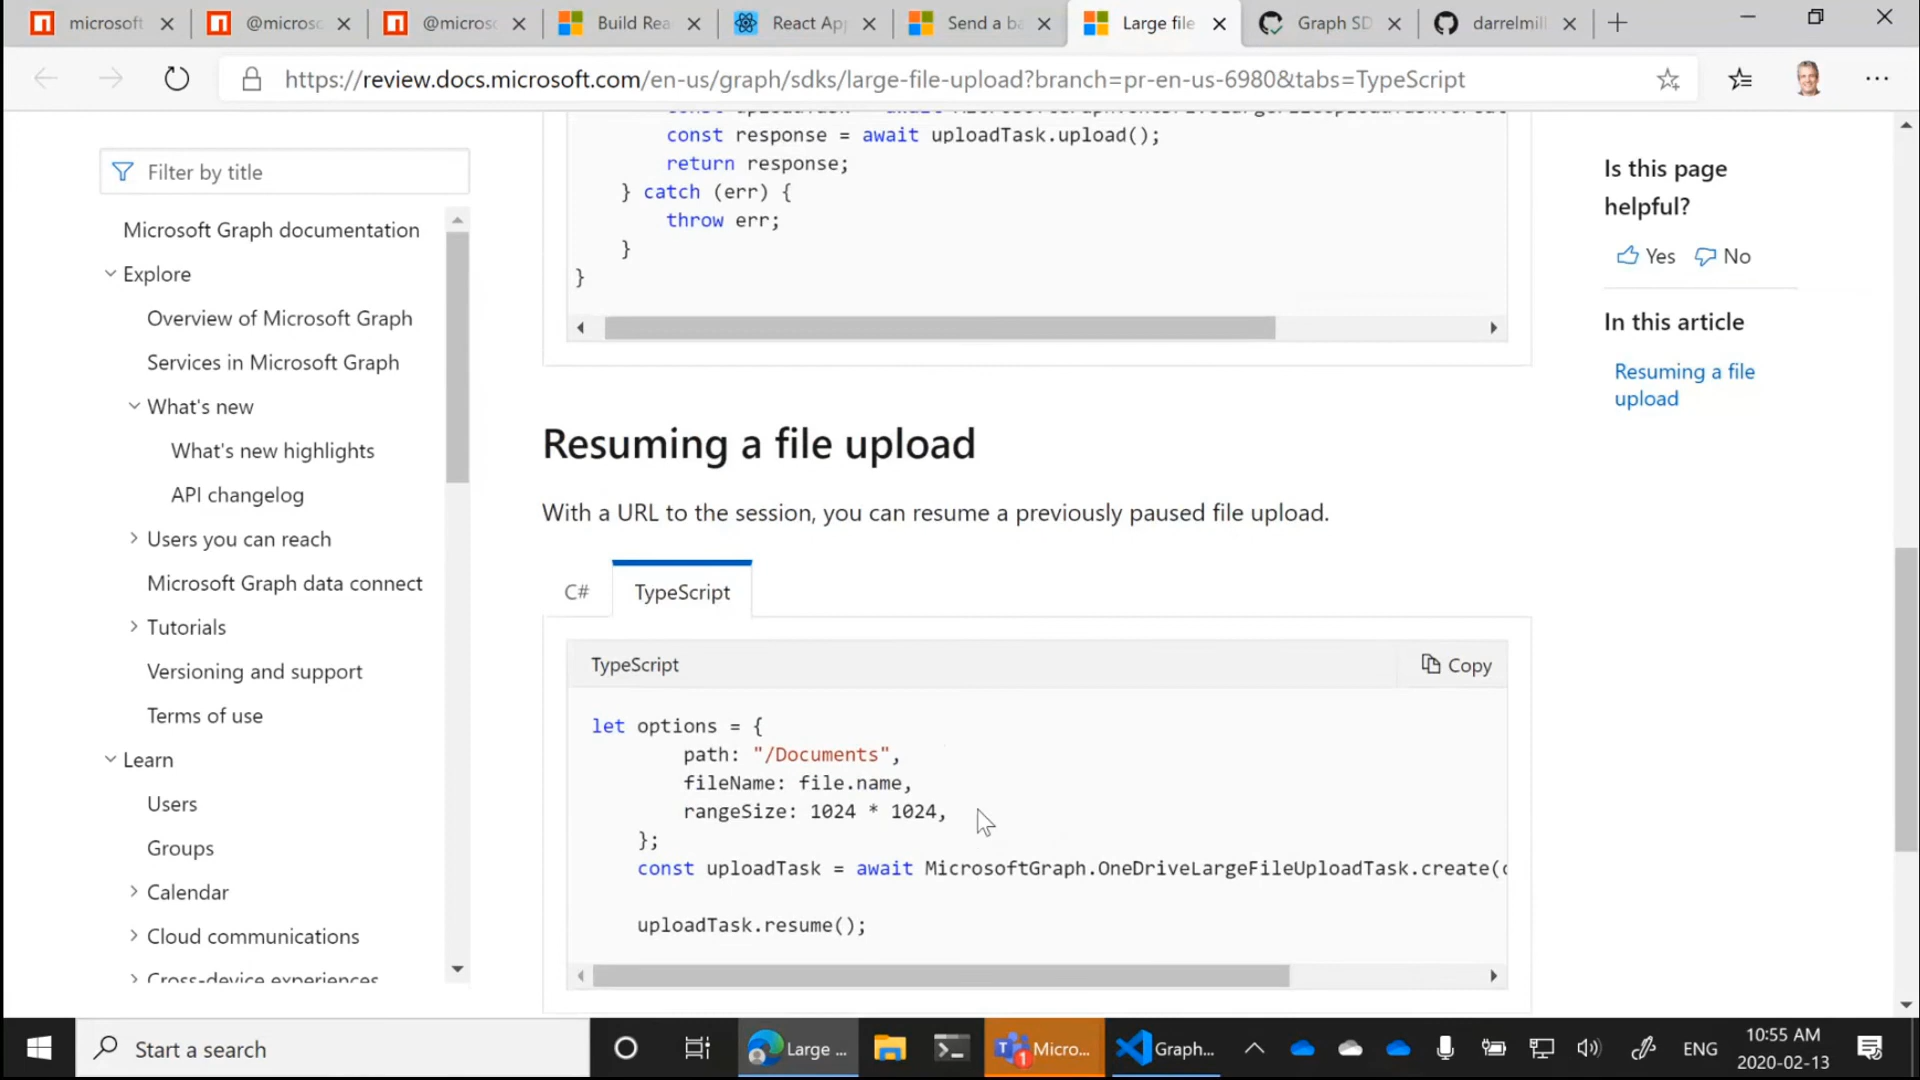 microsoft
@micros
@micros
Build Rea
React App
Send a ba
Large file
Graph SD
darrelmill
https://review.docs.microsoft.com/en-us/graph/sdks/large-file-upload?branch=pr-en-us-6980&tabs=TypeScript
Filter by title
Microsoft Graph documentation
Explore
Overview of Microsoft Graph
Services in Microsoft Graph
What's new
What's new highlights
API changelog
Users you can reach
Microsoft Graph data connect
Tutorials
Versioning and support
Terms of use
Learn
Users
Groups
Calendar
Cloud communications
Cross-device experiences
const response = await uploadTask.upload();
return response;
} catch (err) {
throw err;
}
}
Resuming a file upload
With a URL to the session, you can resume a previously paused file upload.
C#
TypeScript
TypeScript
Copy
let options = {
path: "/Documents",
fileName: file.name,
rangeSize: 1024 * 1024,
};
const uploadTask = await MicrosoftGraph.OneDriveLargeFileUploadTask.create(
uploadTask.resume();
Is this page
helpful?
Yes
No
In this article
Resuming a file
upload
Start a search
Large ...
1
Micro...
Graph...
ENG
10:55 AM
2020-02-13